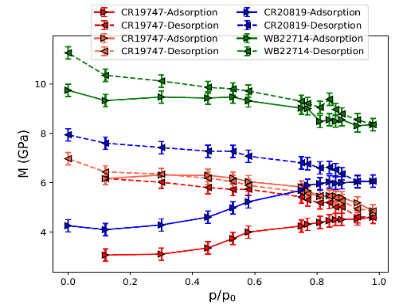 CR19747-Adsorption
CR19747-Desorption
CR19747-Adsorption
CR19747-Desorption
CR20819-Adsorption
CR20819-Desorption
WB22714-Adsorption
WB22714-Desorption
M (GPa)
10
8
6
4
0.0
0.2
0.4
0.6
0.8
1.0
p/p0